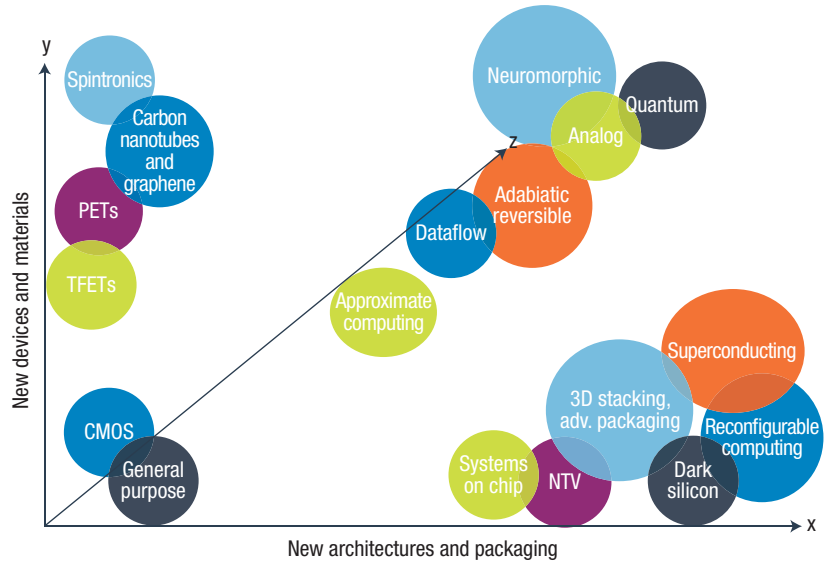 y
Spintronics
Carbon
nanotubes
and
graphene
PETs
TFETs
CMOS
General
purpose
New devices and materials
Neuromorphic
Quantum
Analog
z
Adabiatic
reversible
Dataflow
Approximate
computing
Superconducting
3D stacking,
adv. packaging
Reconfigurable
computing
Systems
on chip
NTV
Dark
silicon
x
New architectures and packaging